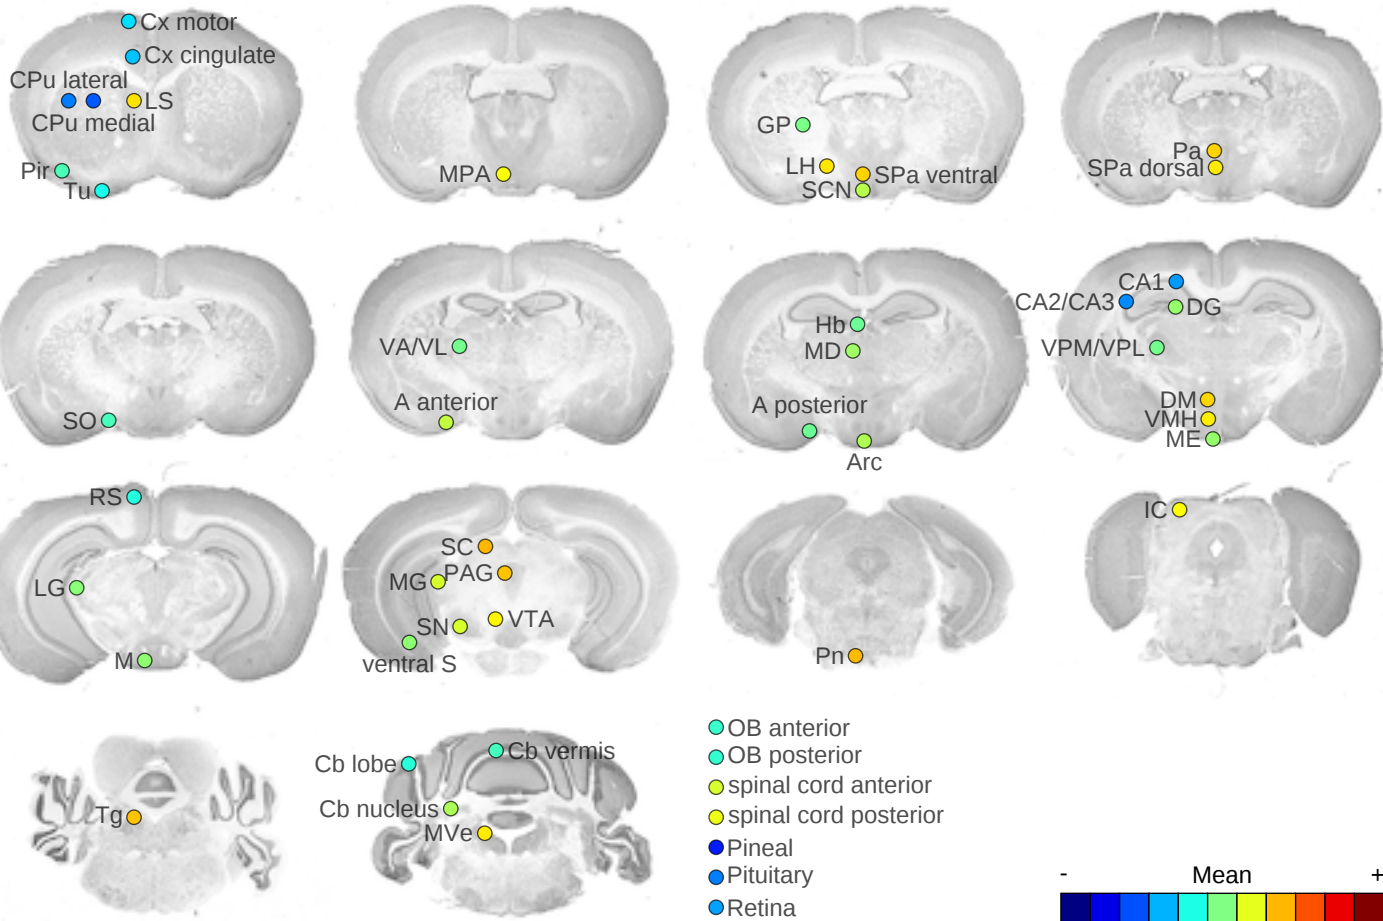 Cx motor
Cx cingulate
CPu lateral
LS
CPu medial
Pir
Tu
MPA
GP
LH
SPa ventral
SCN
Pa
SPa dorsal
SO
VA/VL
A anterior
Hb
MD
A posterior
Arc
CA1
CA2/CA3
DG
VPM/VPL
DM
VMH
ME
RS
LG
M
SC
PAG
MG
VTA
SN
ventral S
Pn
IC
Tg
Cb lobe
Cb vermis
Cb nucleus
MVe
OB anterior
OB posterior
spinal cord anterior
spinal cord posterior
Pineal
Pituitary
Retina
- Mean +